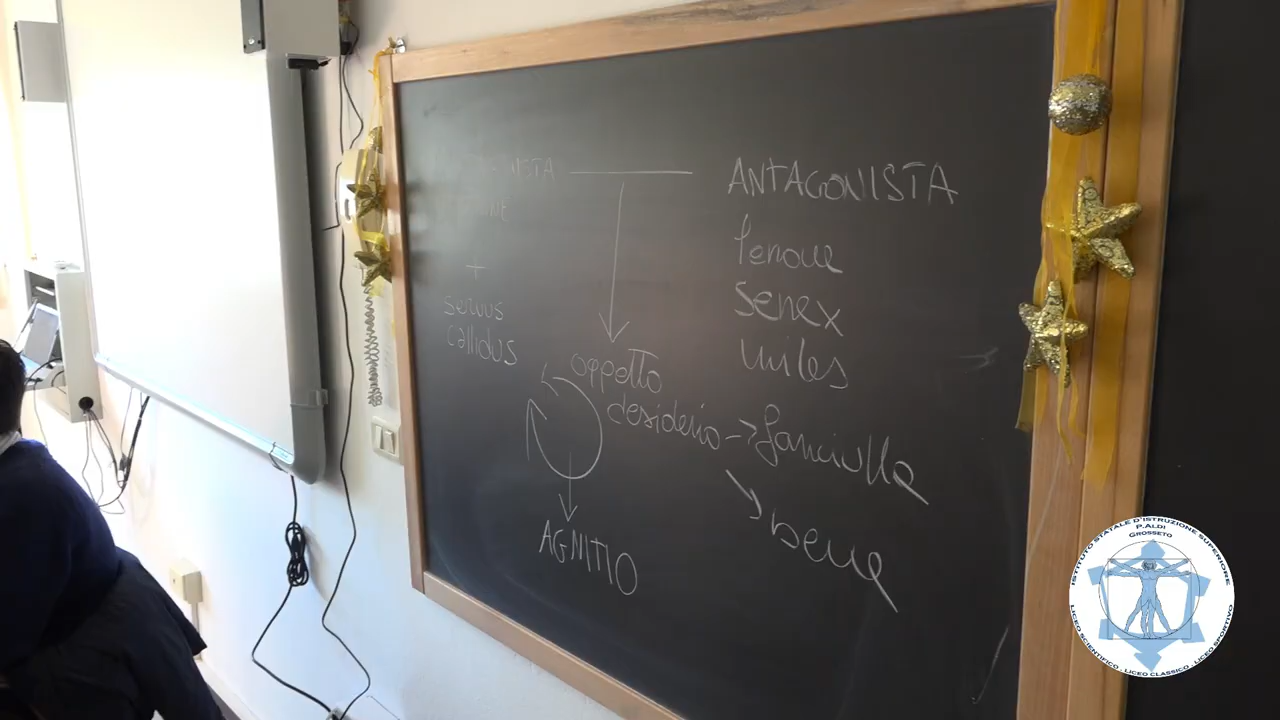 ANTAGONISTA
lenone
senex
miles
+
servus
callidus
oggetto
desiderio → fanciulla
AGNITIO
ISTITUTO STATALE D'ISTRUZIONE SUPERIORE
P.ALDI
GROSSETO
LICEO SCIENTIFICO . LICEO CLASSICO . LICEO SPORTIVO